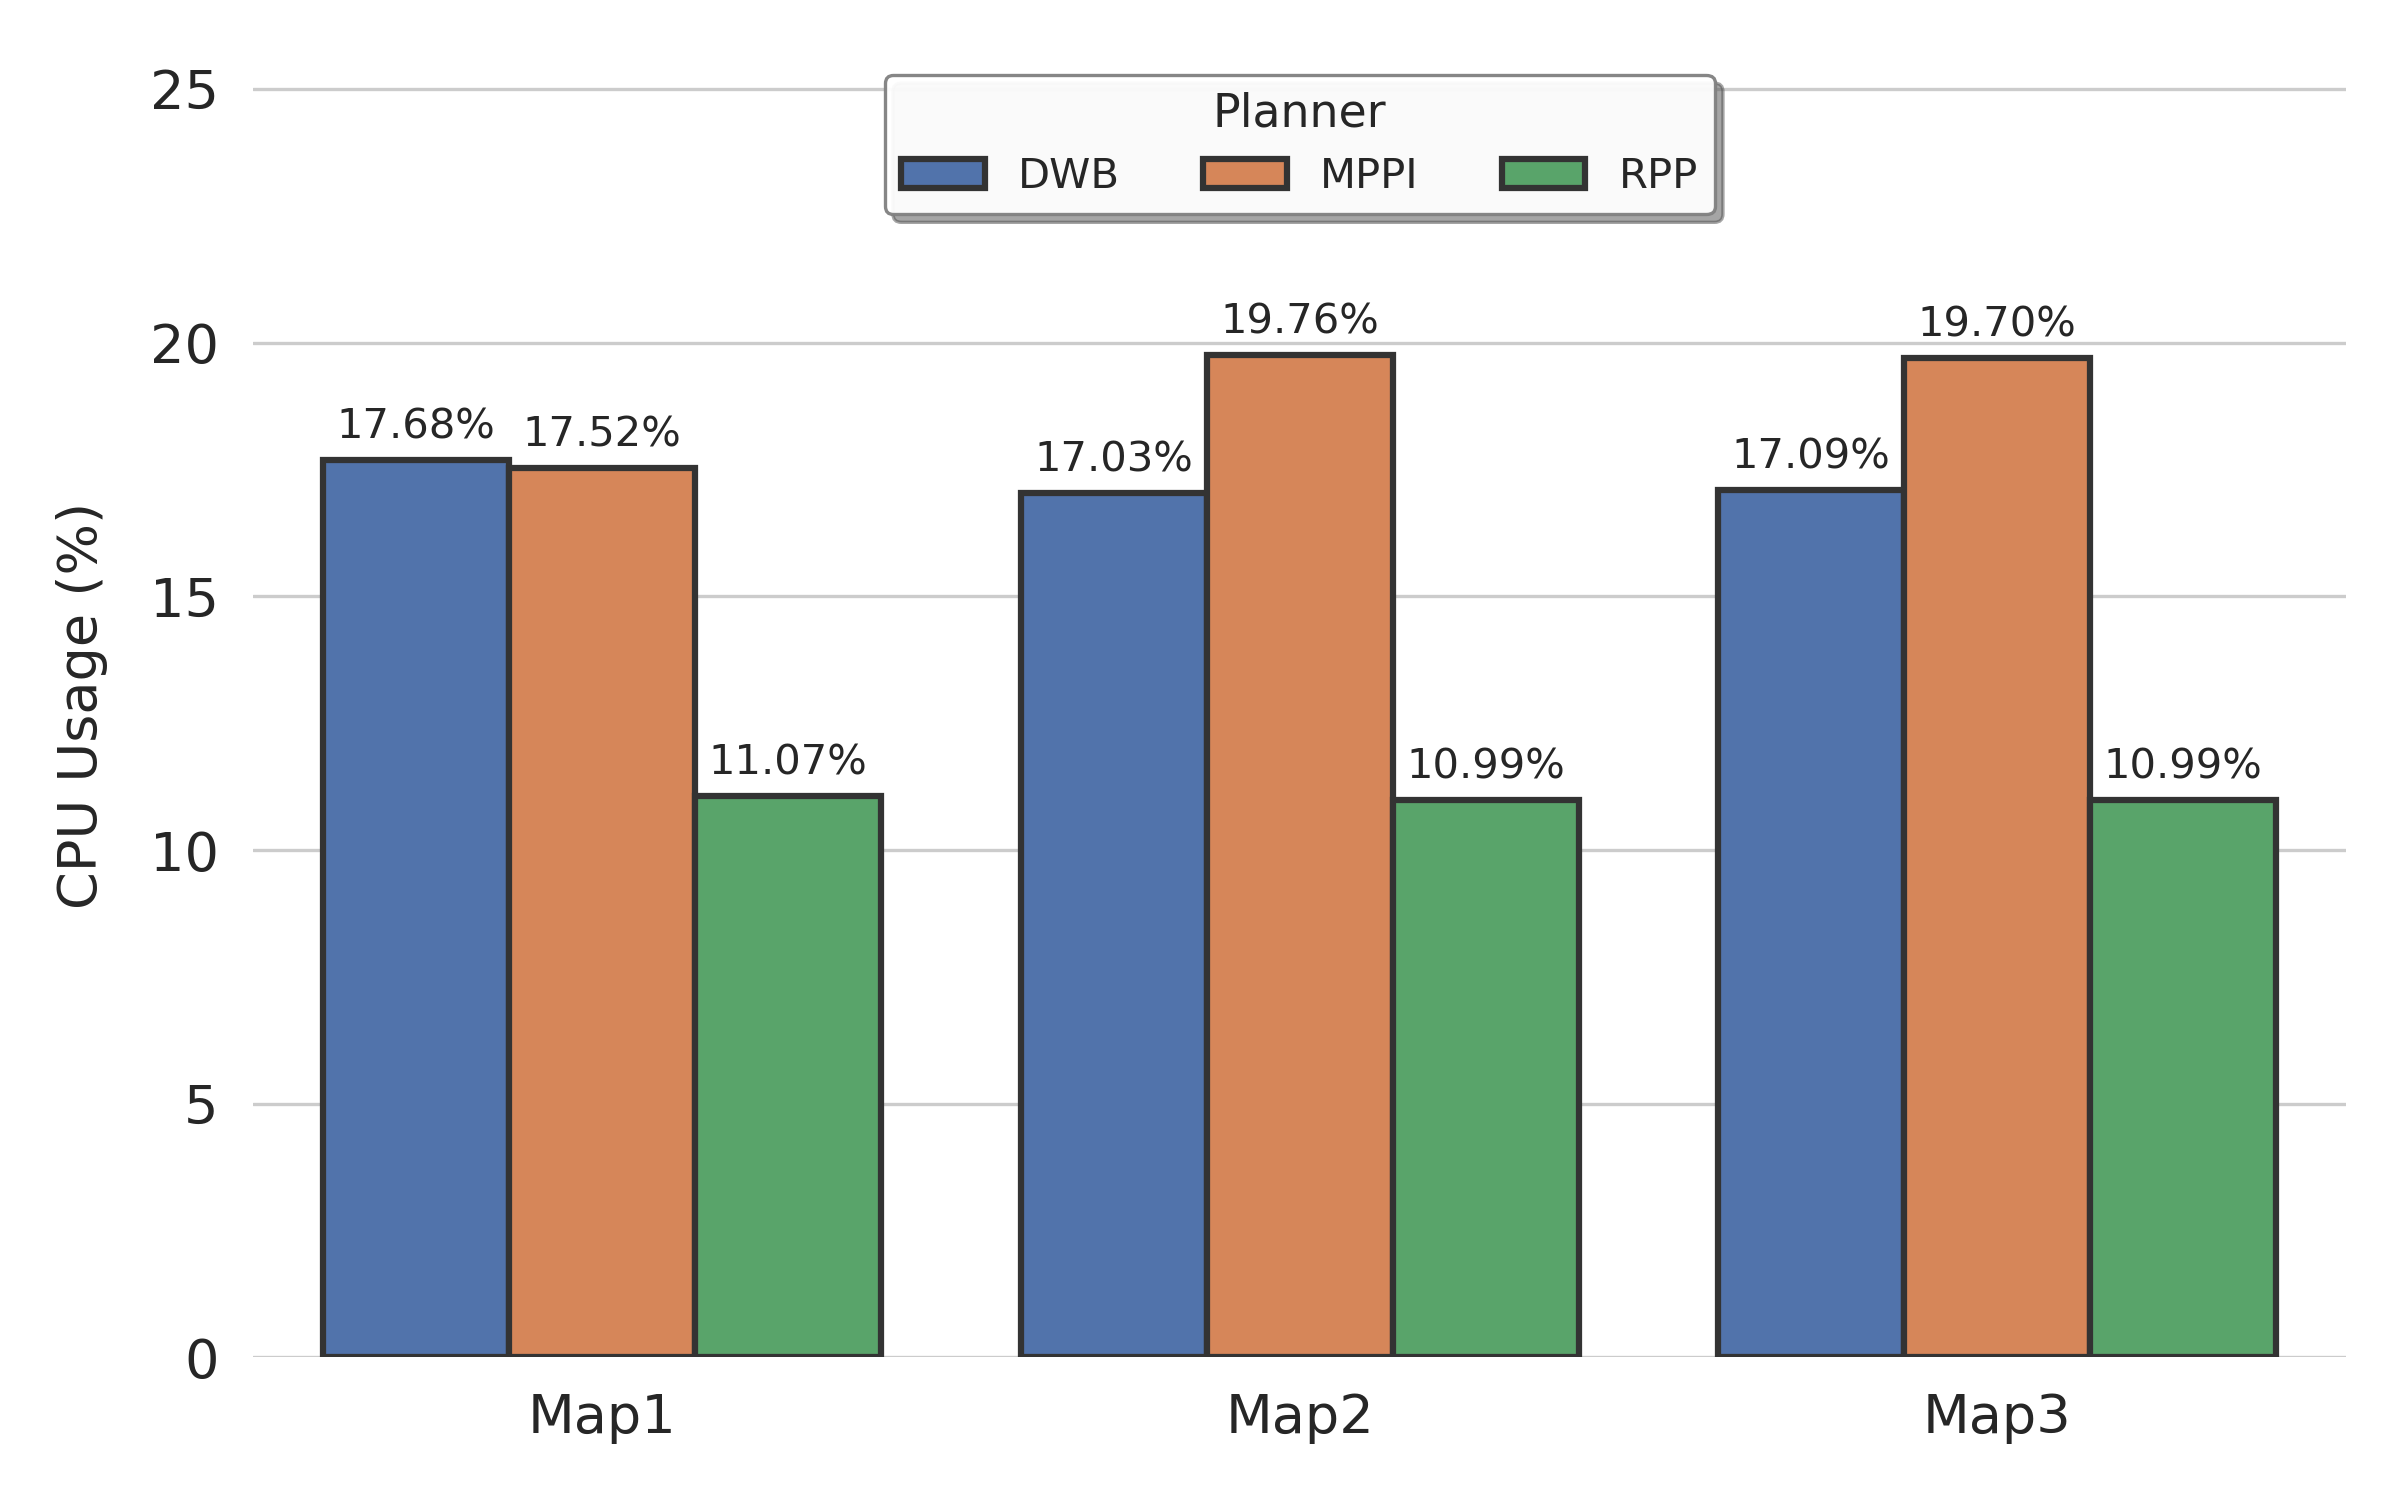 Planner
DWB MPPI RPP
CPU Usage (%)
25
20
15
10
5
0
17.68% 17.52% 11.07%
17.03% 19.76% 10.99%
17.09% 19.70% 10.99%
Map1 Map2 Map3